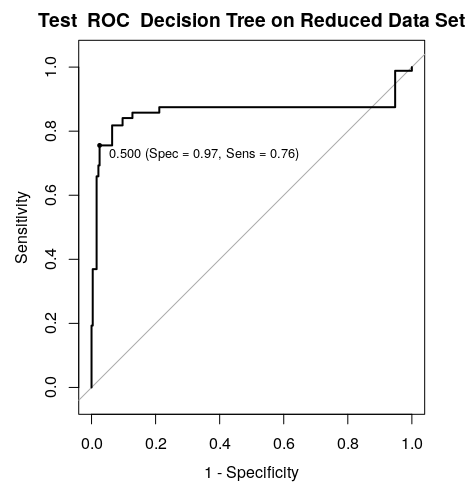 Test ROC Decision Tree on Reduced Data Set
1.0
0.8
0.6
0.4
0.2
0.0
Sensitivity
0.500 (Spec = 0.97, Sens = 0.76)
0.0 0.2 0.4 0.6 0.8 1.0
1 - Specificity